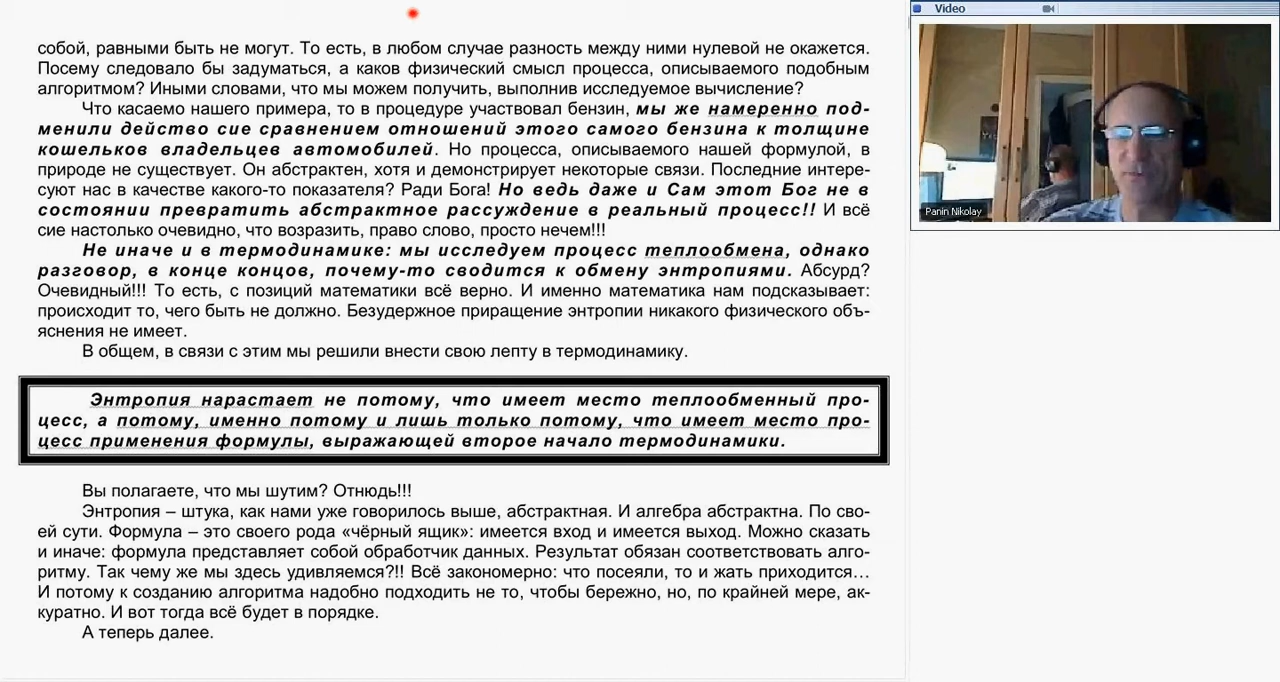 собой, равными быть не могут. То есть, в любом случае разность между ними нулевой не окажется.
Посему следовало бы задуматься, а каков физический смысл процесса, описываемого подобным
алгоритмом? Иными словами, что мы можем получить, выполнив исследуемое вычисление?
Что касаемо нашего примера, то в процедуре участвовал бензин, мы же намеренно под-
менили действо сие сравнением отношений этого самого бензина к толщине
кошельков владельцев автомобилей. Но процесса, описываемого нашей формулой, в
природе не существует. Он абстрактен, хотя и демонстрирует некоторые связи. Последние интере-
суют нас в качестве какого-то показателя? Ради Бога! Но ведь даже и Сам этот Бог не в
состоянии превратить абстрактное рассуждение в реальный процесс!! И всё
сие настолько очевидно, что возразить, право слово, просто нечем!!!
Не иначе и в термодинамике: мы исследуем процесс теплообмена, однако
разговор, в конце концов, почему-то сводится к обмену энтропиями. Абсурд?
Очевидный!!! То есть, с позиций математики всё верно. И именно математика нам подсказывает:
происходит то, чего быть не должно. Безудержное приращение энтропии никакого физического объ-
яснения не имеет.
В общем, в связи с этим мы решили внести свою лепту в термодинамику.
Энтропия нарастает не потому, что имеет место теплообменный про-
цесс, а потому, именно потому и лишь только потому, что имеет место про-
цесс применения формулы, выражающей второе начало термодинамики.
Вы полагаете, что мы шутим? Отнюдь!!!
Энтропия – штука, как нами уже говорилось выше, абстрактная. И алгебра абстрактна. По сво-
ей сути. Формула – это своего рода «чёрный ящик»: имеется вход и имеется выход. Можно сказать
и иначе: формула представляет собой обработчик данных. Результат обязан соответствовать алго-
ритму. Так чему же мы здесь удивляемся?!! Всё закономерно: что посеяли, то и жать приходится…
И потому к созданию алгоритма надобно подходить не то, чтобы бережно, но, по крайней мере, ак-
куратно. И вот тогда всё будет в порядке.
А теперь далее.
Video
Panin Nikolay